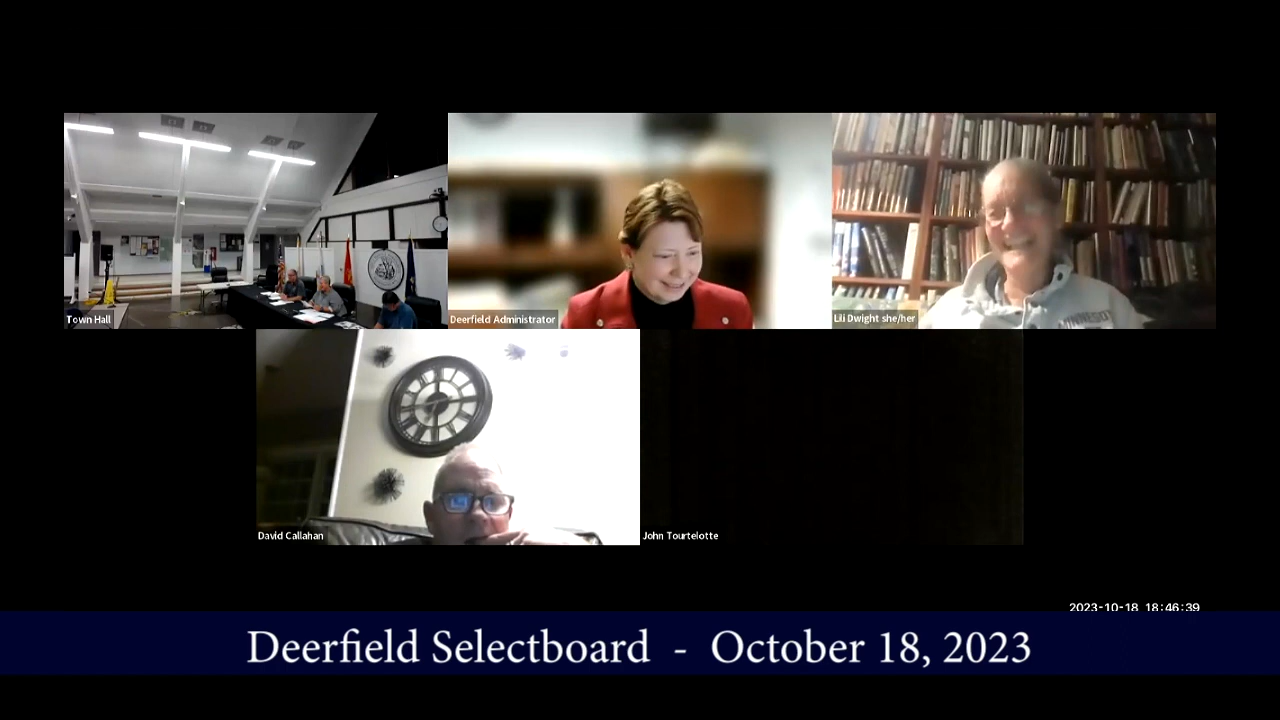 Town Hall
Deerfield Administrator
Lili Dwight she/her
David Callahan
John Tourtelotte
2023-10-18 18:46:39
Deerfield Selectboard - October 18, 2023